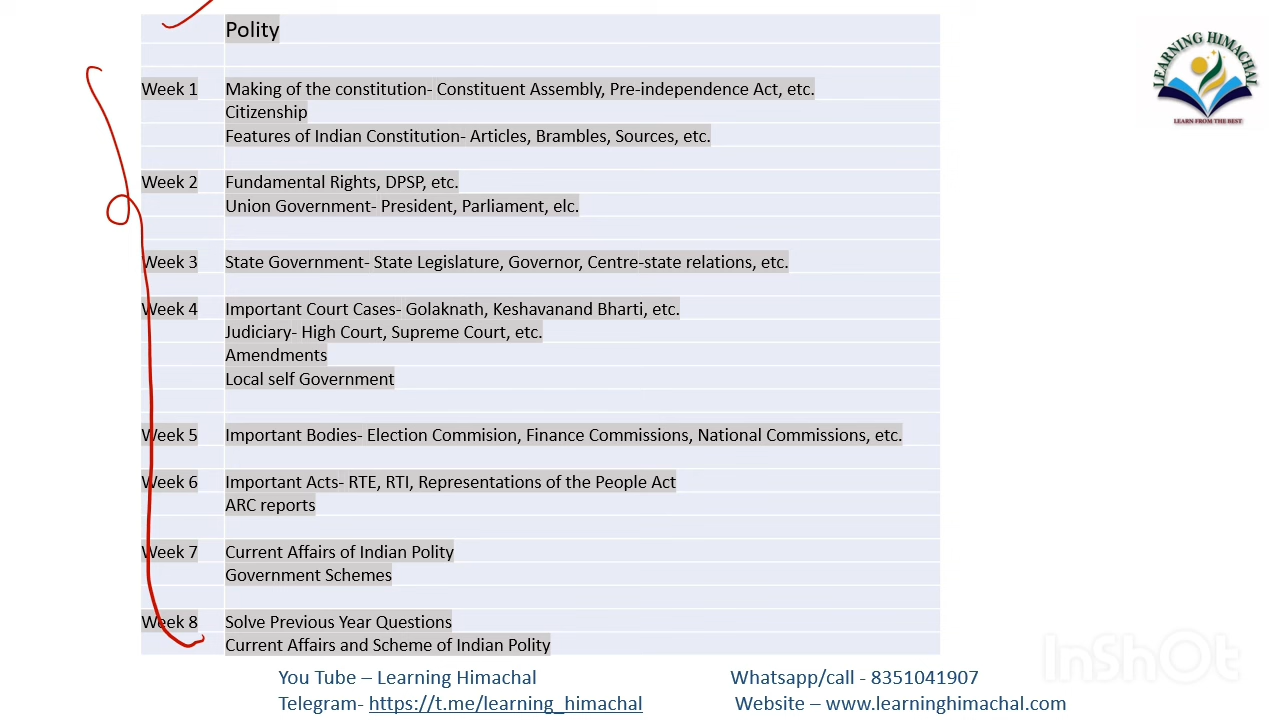 Polity
Week 1 Making of the constitution- Constituent Assembly, Pre-independence Act, etc.
Citizenship
Features of Indian Constitution- Articles, Brambles, Sources, etc.
Week 2 Fundamental Rights, DPSP, etc.
Union Government- President, Parliament, elc.
Week 3 State Government- State Legislature, Governor, Centre-state relations, etc.
Week 4 Important Court Cases- Golaknath, Keshavanand Bharti, etc.
Judiciary- High Court, Supreme Court, etc.
Amendments
Local self Government
Week 5 Important Bodies- Election Commision, Finance Commissions, National Commissions, etc.
Week 6 Important Acts- RTE, RTI, Representations of the People Act
ARC reports
Week 7 Current Affairs of Indian Polity
Government Schemes
Week 8 Solve Previous Year Questions
Current Affairs and Scheme of Indian Polity
You Tube – Learning Himachal Whatsapp/call - 8351041907
Telegram- https://t.me/learning_himachal Website – www.learninghimachal.com
LEARNING HIMACHAL
LEARN FROM THE BEST
InShOt